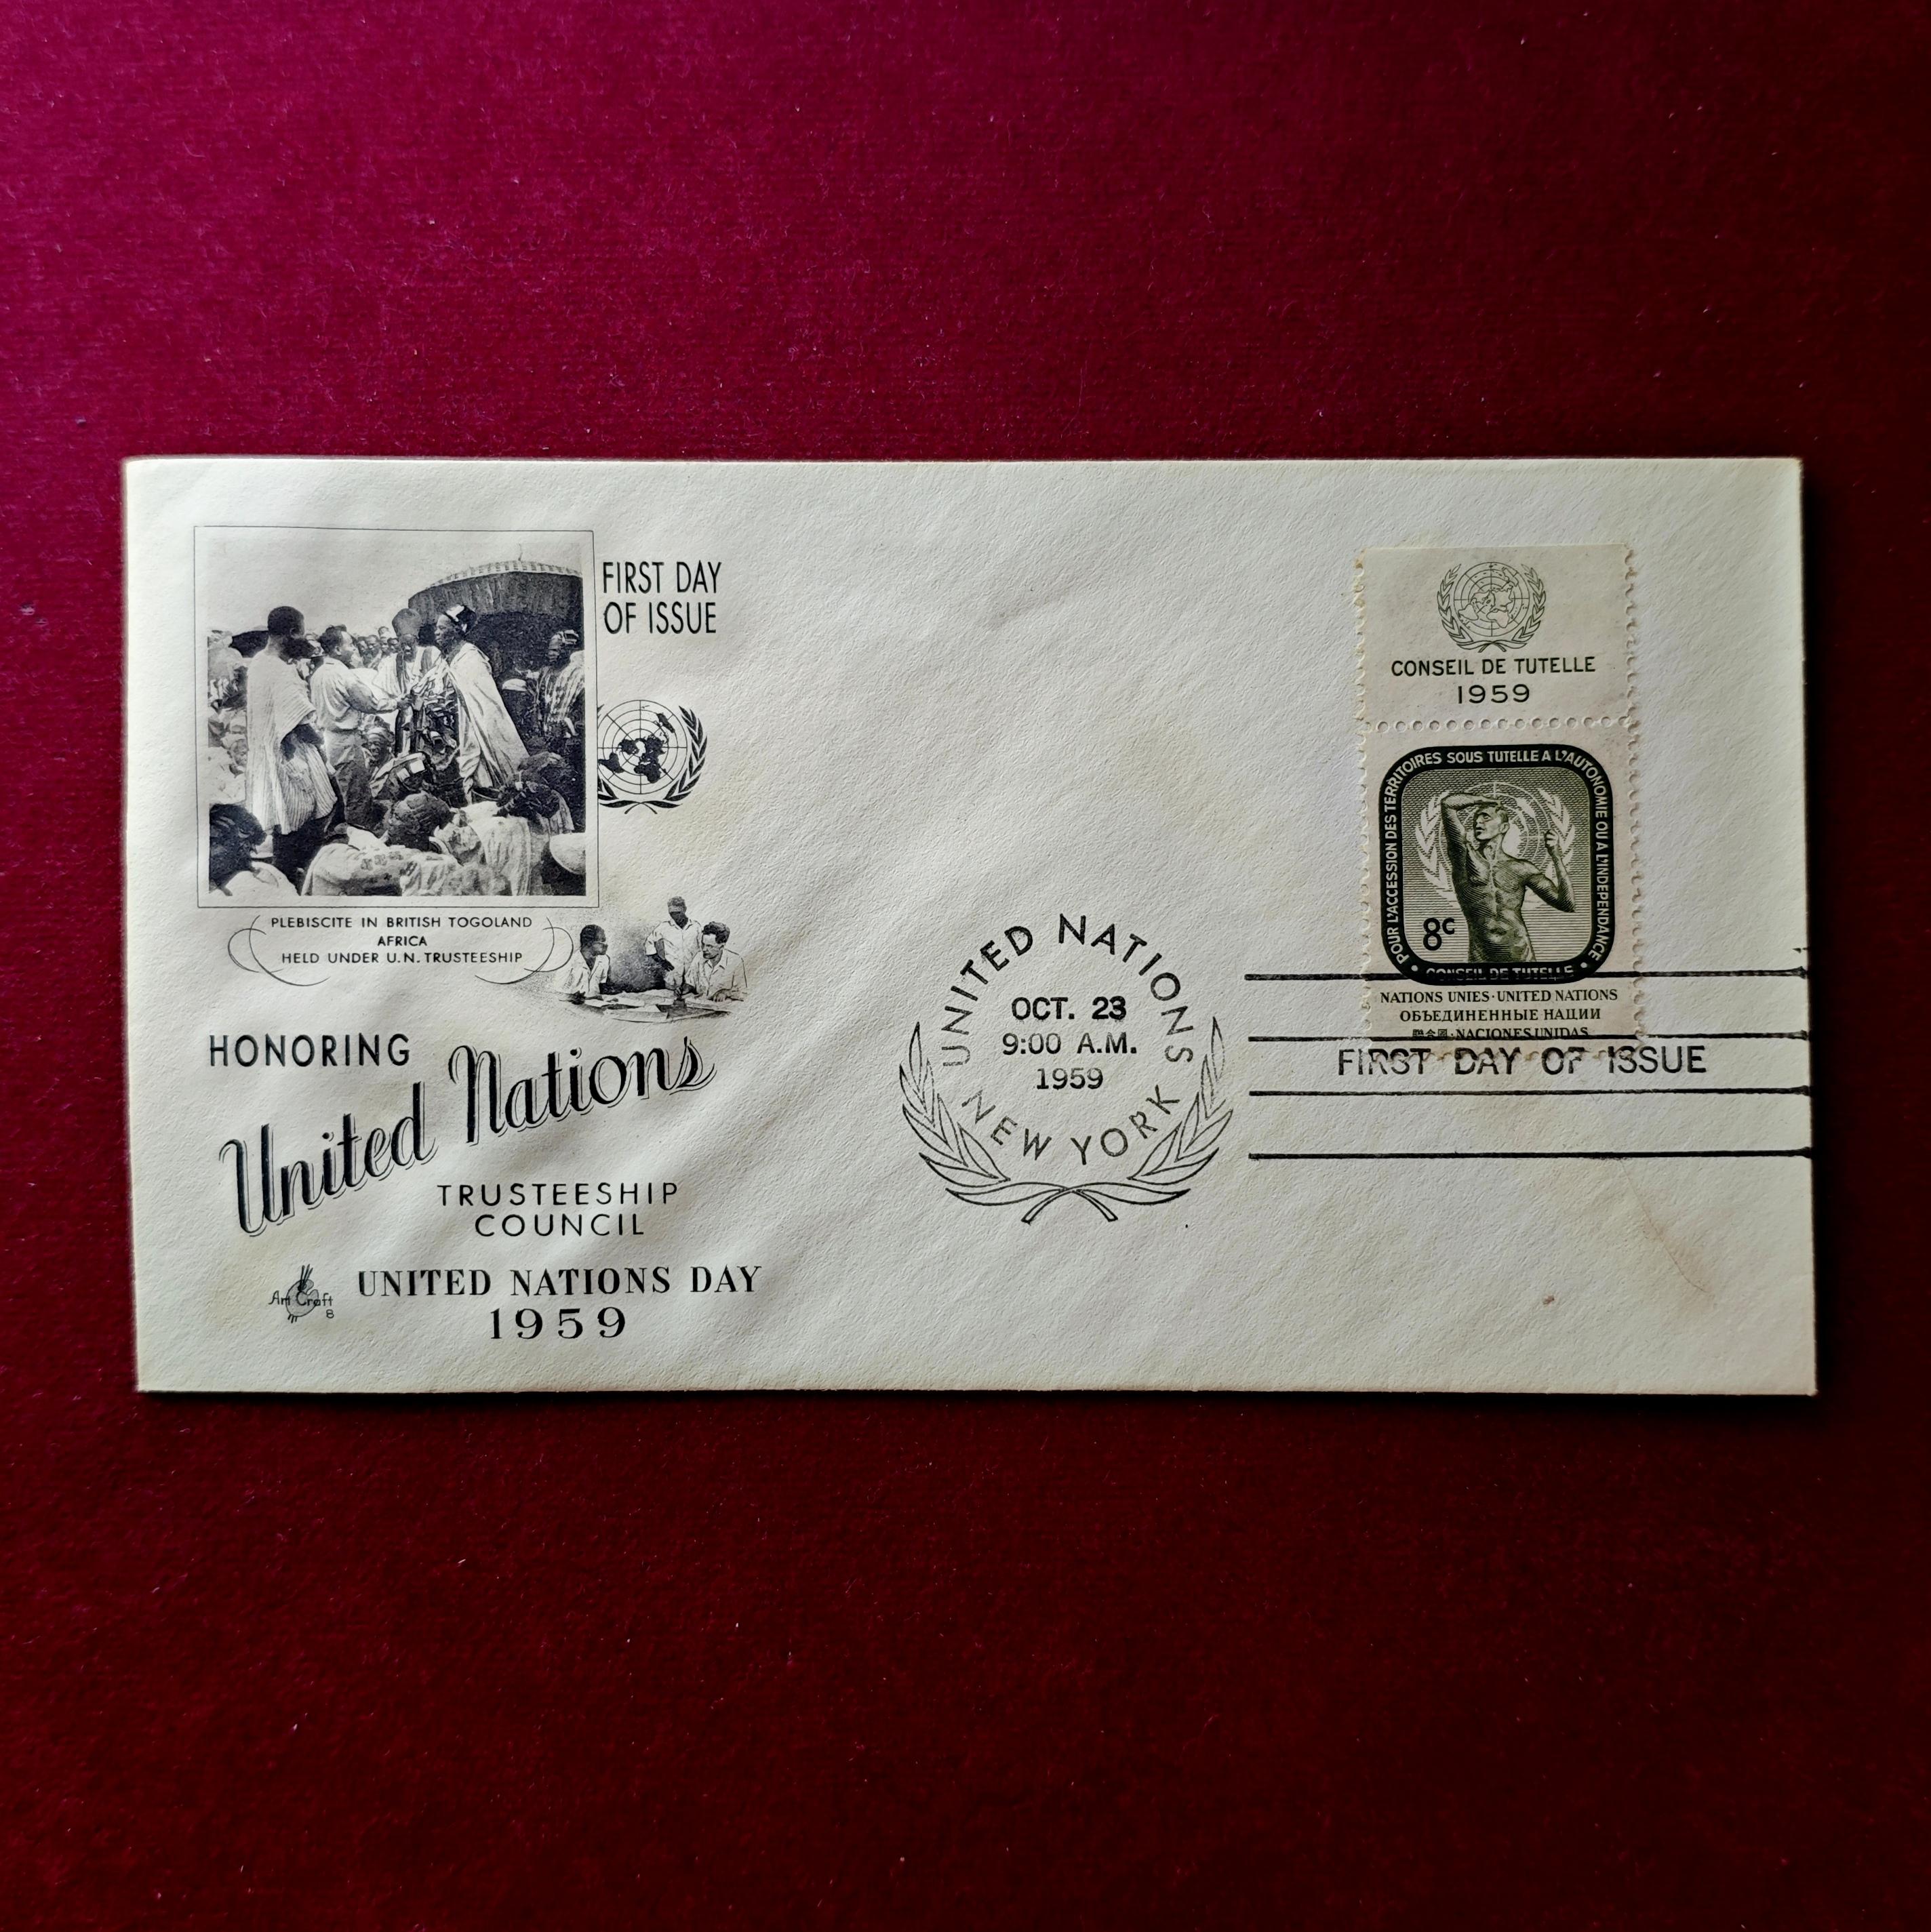 FIRST DAY
OF ISSUE
PLEBISCITE IN BRITISH TOGOLAND
AFRICA
HELD UNDER U.N. TRUSTEESHIP
HONORING
United Nations
TRUSTEESHIP
COUNCIL
Art Craft
B
UNITED NATIONS DAY
1959
UNITED NATIONS
OCT. 23
9:00 A.M.
1959
NEW YORK
CONSEIL DE TUTELLE
1959
POUR L'ACCESSION DES TERRITOIRES SOUS TUTELLE A L'AUTONOMIE OU A L'INDEPENDANCE
8c
• CONSEIL DE TUTELLE •
NATIONS UNIES · UNITED NATIONS
ОБЪЕДИНЕННЫЕ НАЦИИ
聯合國 · NACIONES UNIDAS
FIRST DAY OF ISSUE